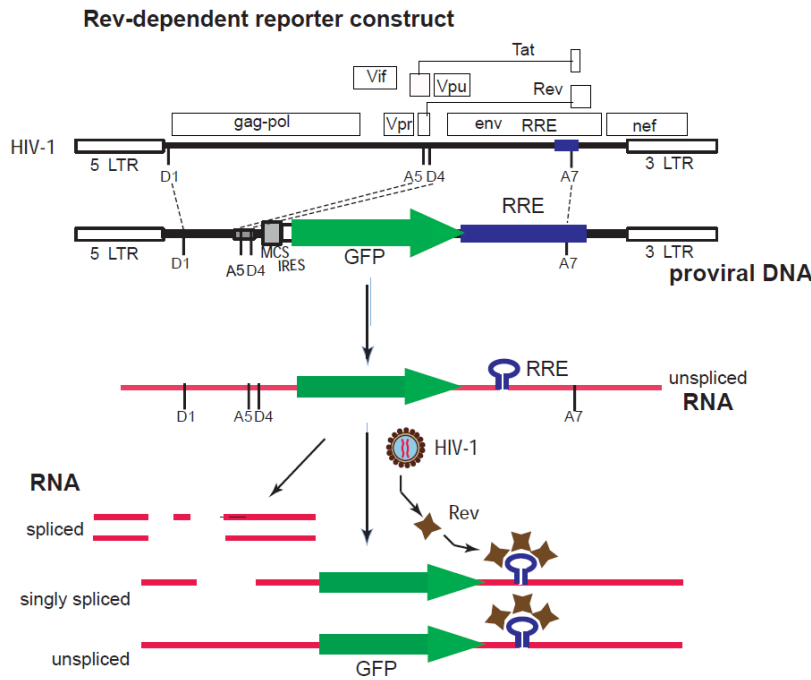 Rev-dependent reporter construct
Tat
Vif
Vpu
Rev
gag-pol
Vpr
env
RRE
nef
HIV-1
5 LTR
D1
A5 D4
A7
3 LTR
RRE
MCS
IRES
GFP
5 LTR
D1
A5 D4
A7
3 LTR
proviral DNA
RRE
unspliced
RNA
D1
A5 D4
A7
HIV-1
RNA
Rev
spliced
singly spliced
unspliced
GFP